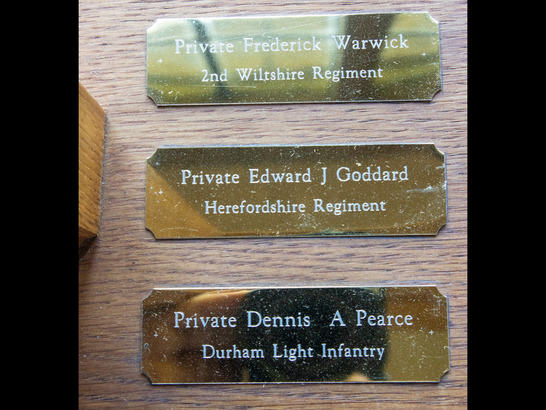 Private Frederick Warwick
2nd Wiltshire Regiment
Private Edward J Goddard
Herefordshire Regiment
Private Dennis A Pearce
Durham Light Infantry